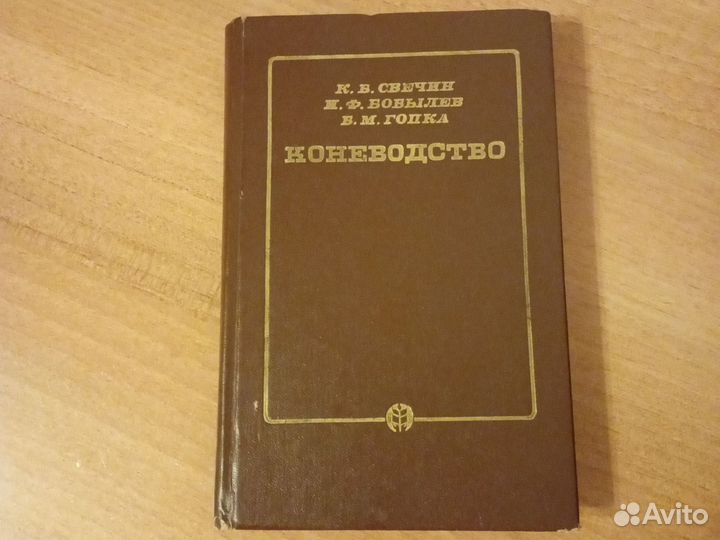 К. Б. СВЕЧИН
И. Ф. БОБЫЛЕВ
Б. М. ГОПКА
КОНЕВОДСТВО
Avito